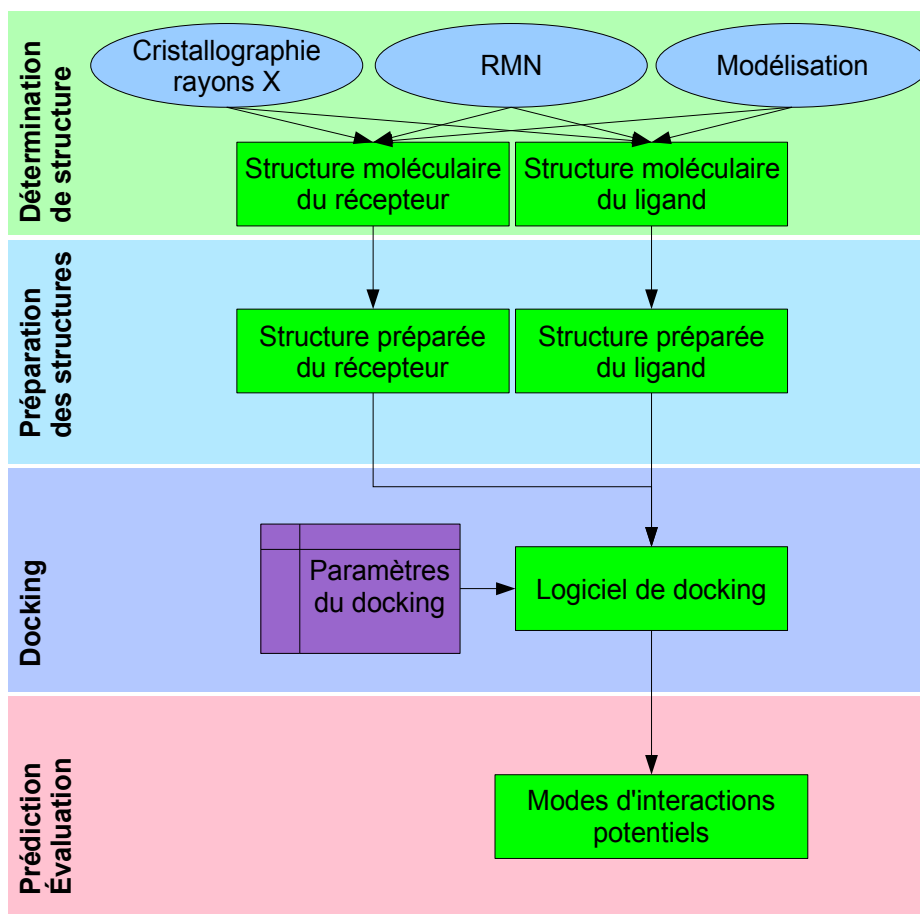 Détermination
de structure
Cristallographie
rayons X
RMN
Modélisation
Structure moléculaire
du récepteur
Structure moléculaire
du ligand
Préparation
des structures
Structure préparée
du récepteur
Structure préparée
du ligand
Docking
Paramètres
du docking
Logiciel de docking
Prédiction
Évaluation
Modes d'interactions
potentiels